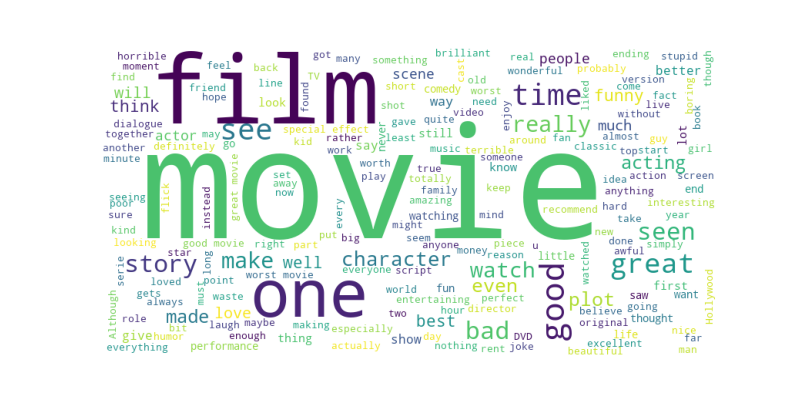 horrible
film
got many
something
brilliant
real
people
ending
stupid
though
moment
feel
back
TV
scene
cast
wonderful
probably
better
find
friend
line
found
short comedy
old
liked
version
boring
will
hope
look
shot
way
need
worst
enjoy
time
funny
come
fact
think
video
live
book
dialogue
see
special effect
never
gave
quite
really
much
without
lot
together
actor
may
rather
least
still
around
fan
classic
almost
guy
another
go
kid
work
say
music
terrible
someone
top
start
girl
minute
definitely
worth
true
know
acting
movie
seeing
flick
great movie
set
play
totally
family
keep
idea
action
screen
poor
away
amazing
anything
end
sure
instead
now
every
watching
mind
recommend
hard
interesting
kind
might
take
year
looking
put
big
seem
anyone
piece
u
new
done
seen
simply
good movie
right
part
money
reason
little
awful
star
story
long
make
well
character
watch
watched
great
serie
everyone
script
first
loved
point
worst movie
world
fun
even
good
saw
want
Hollywood
gets
must
waste
one
entertaining
perfect
plot
always
hour
director
believe
going
Although
made
love
two
best
bad
original
thought
role
laugh
maybe
making
especially
day
nice
bit
enough
show
life
far
give
humor
thing
nothing
DVD
joke
excellent
man
everything
performance
actually
rent
beautiful